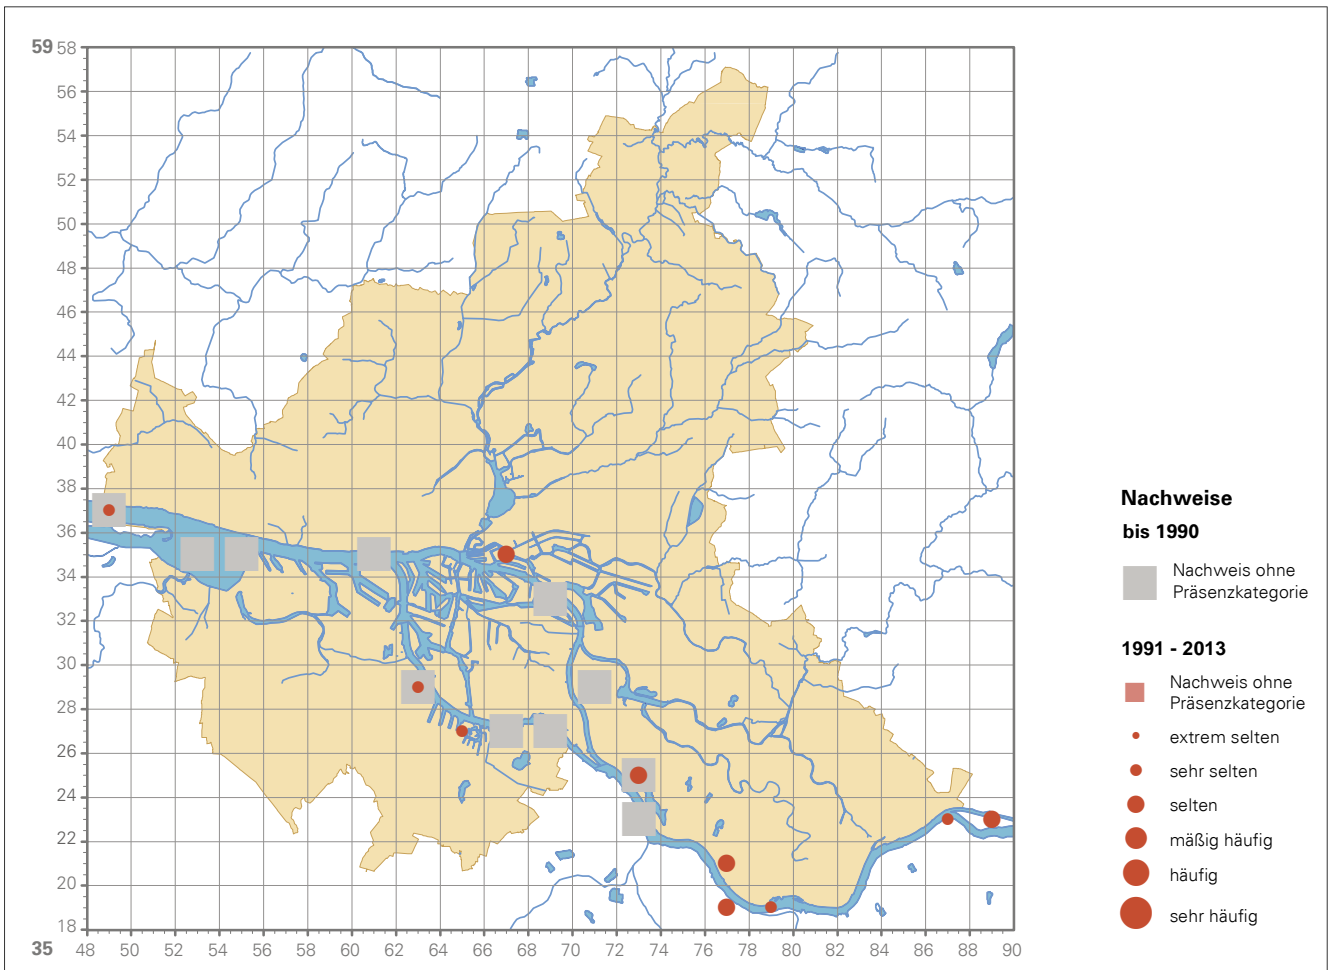 59 58
56
54
52
50
48
46
44
42
40
38
36
34
32
30
28
26
24
22
20
18
35
48 50 52 54 56 58 60 62 64 66 68 70 72 74 76 78 80 82 84 86 88 90
Nachweise
bis 1990
Nachweis ohne
Präsenzkategorie
1991 - 2013
Nachweis ohne
Präsenzkategorie
extrem selten
sehr selten
selten
mäßig häufig
häufig
sehr häufig